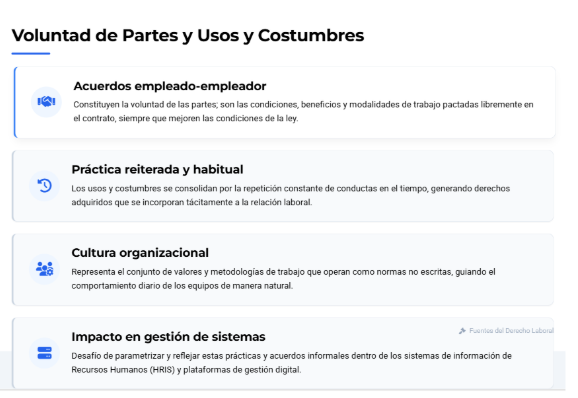 Voluntad de Partes y Usos y Costumbres
Acuerdos empleado-empleador
Constituyen la voluntad de las partes; son las condiciones, beneficios y modalidades de trabajo pactadas libremente en
el contrato, siempre que mejoren las condiciones de la ley.
Práctica reiterada y habitual
Los usos y costumbres se consolidan por la repetición constante de conductas en el tiempo, generando derechos
adquiridos que se incorporan tácitamente a la relación laboral.
Cultura organizacional
Representa el conjunto de valores y metodologías de trabajo que operan como normas no escritas, guiando el
comportamiento diario de los equipos de manera natural.
Fuentes del Derecho Laboral
Impacto en gestión de sistemas
Desafío de parametrizar y reflejar estas prácticas y acuerdos informales dentro de los sistemas de información de
Recursos Humanos (HRIS) y plataformas de gestión digital.